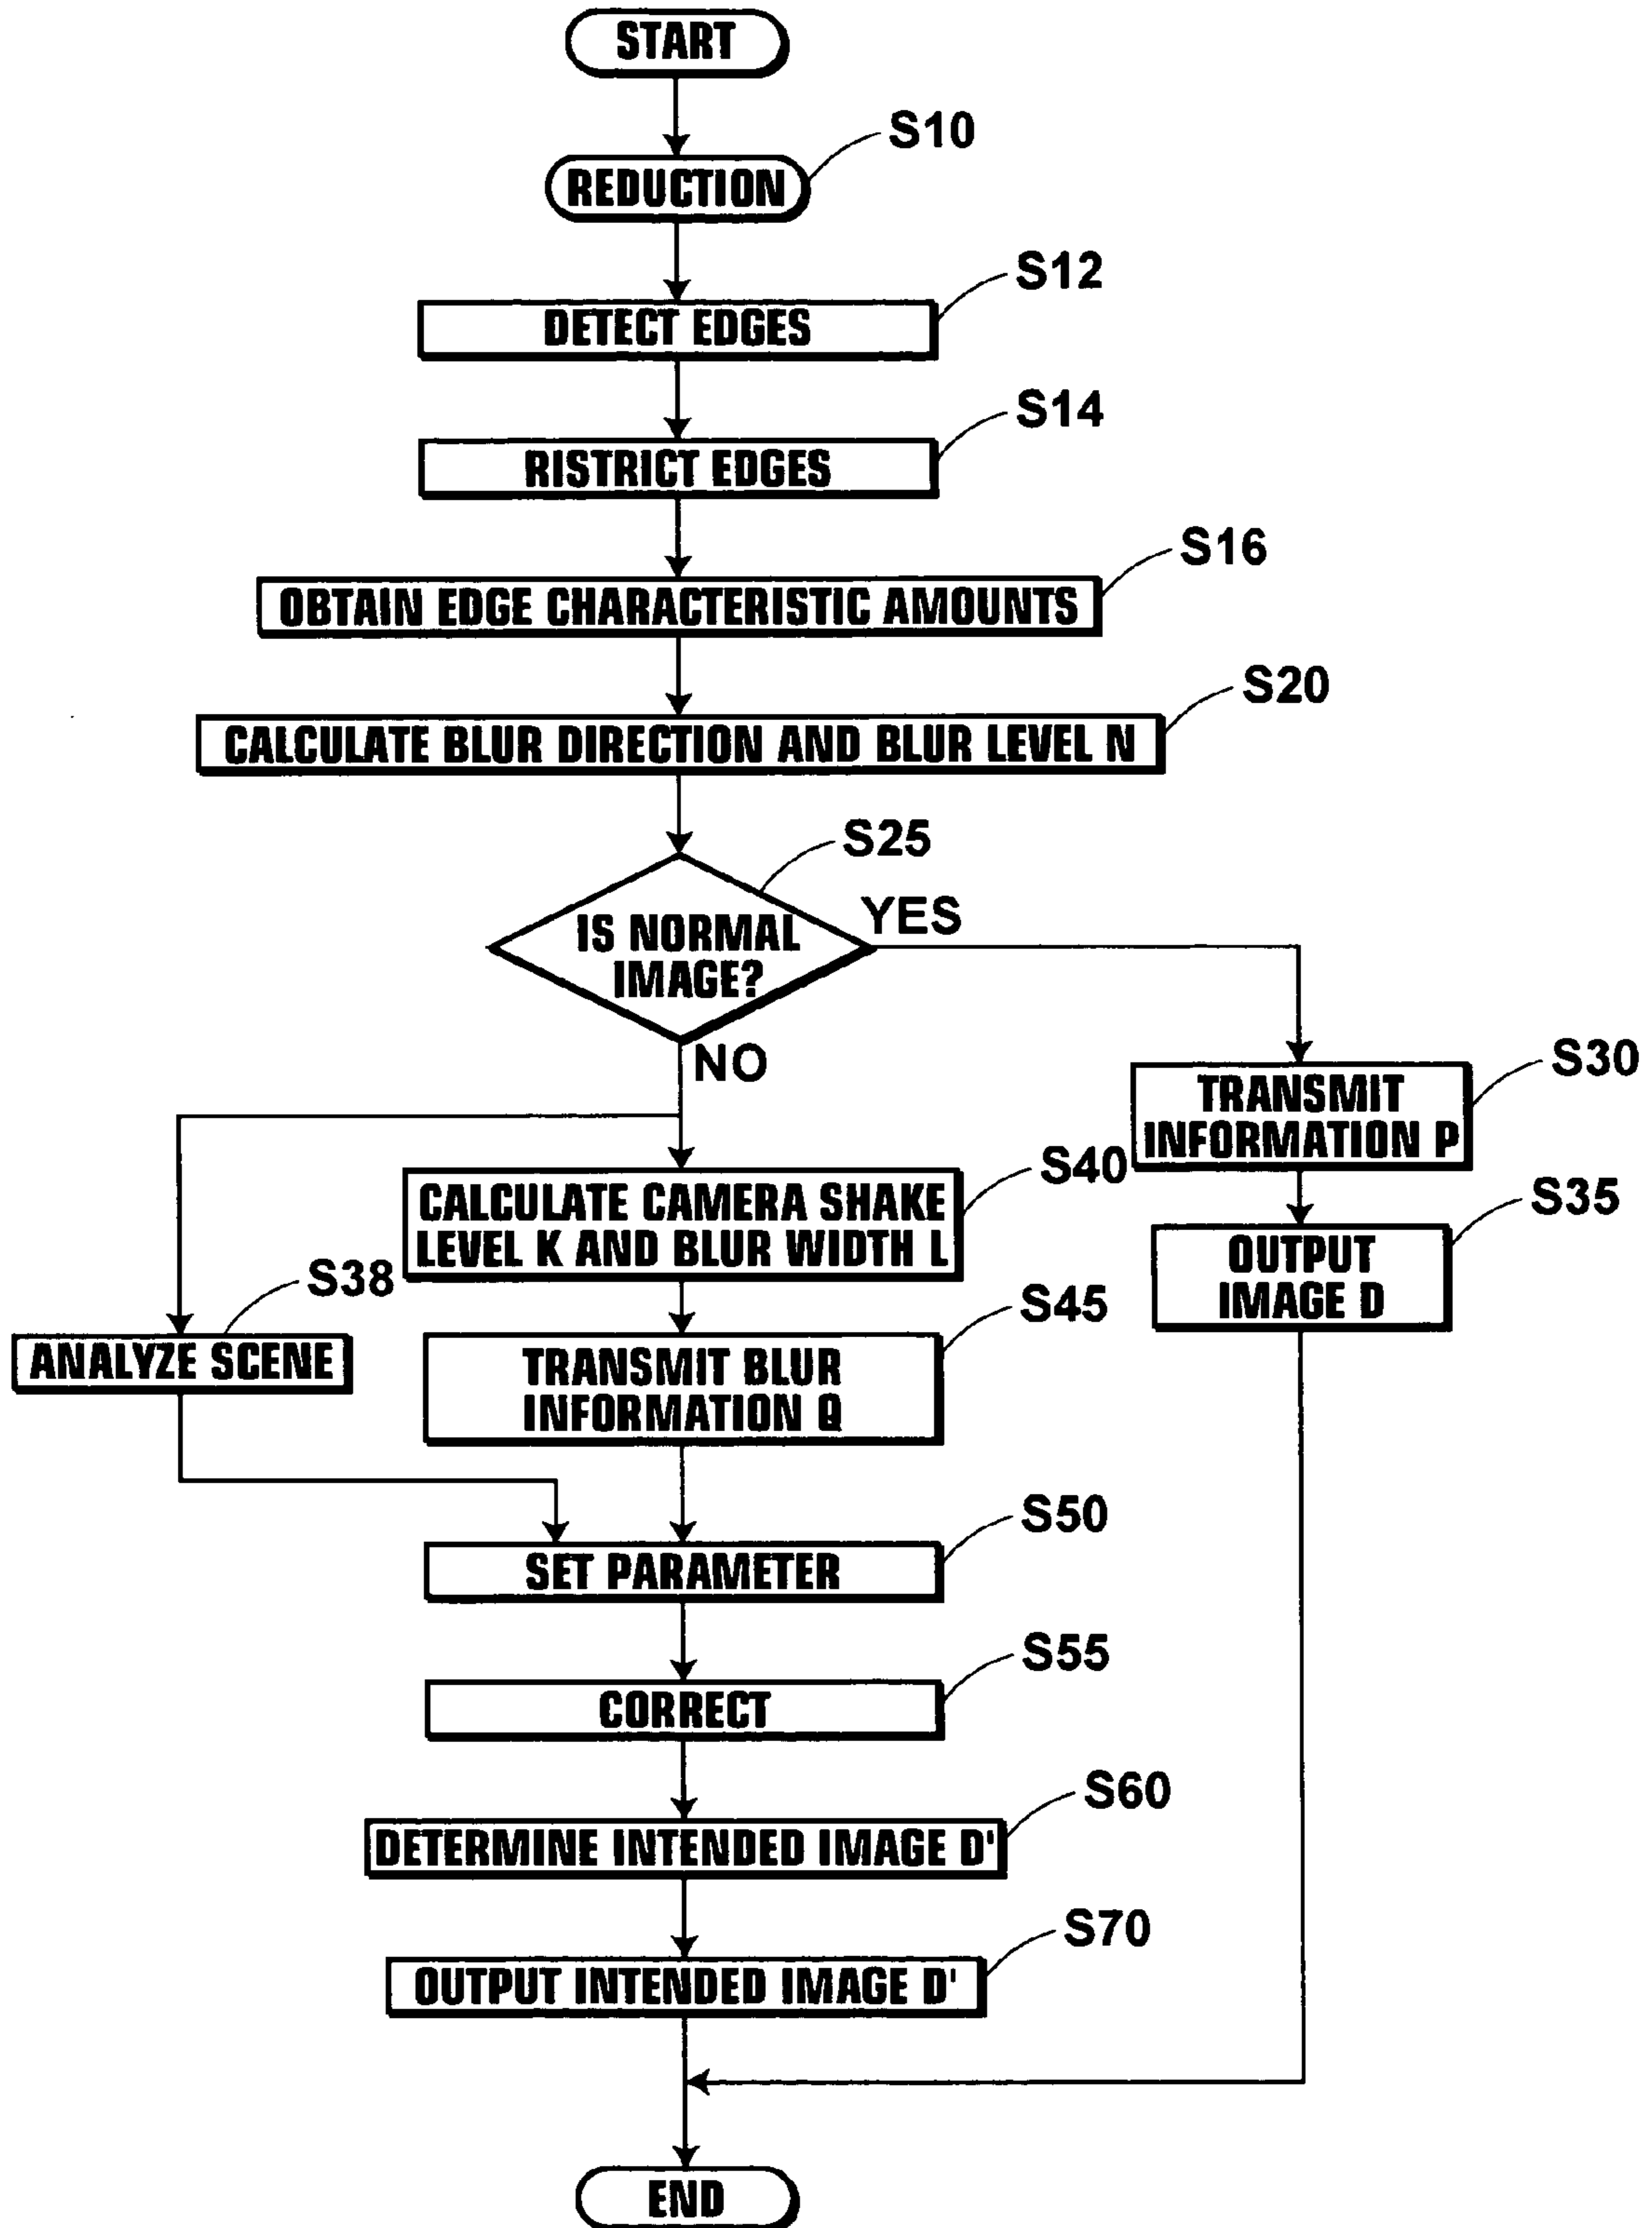 START
S10
REDUCTION
S12
DETECT EDGES
S14
RISTRICT EDGES
S16
OBTAIN EDGE CHARACTERISTIC AMOUNTS
S20
CALCULATE BLUR DIRECTION AND BLUR LEVEL N
S25
IS NORMAL
IMAGE?
YES
NO
S30
TRANSMIT
INFORMATION P
S35
OUTPUT
IMAGE D
S40
CALCULATE CAMERA SHAKE
LEVEL K AND BLUR WIDTH L
S38
ANALYZE SCENE
S45
TRANSMIT BLUR
INFORMATION Q
S50
SET PARAMETER
S55
CORRECT
S60
DETERMINE INTENDED IMAGE D'
S70
OUTPUT INTENDED IMAGE D'
END